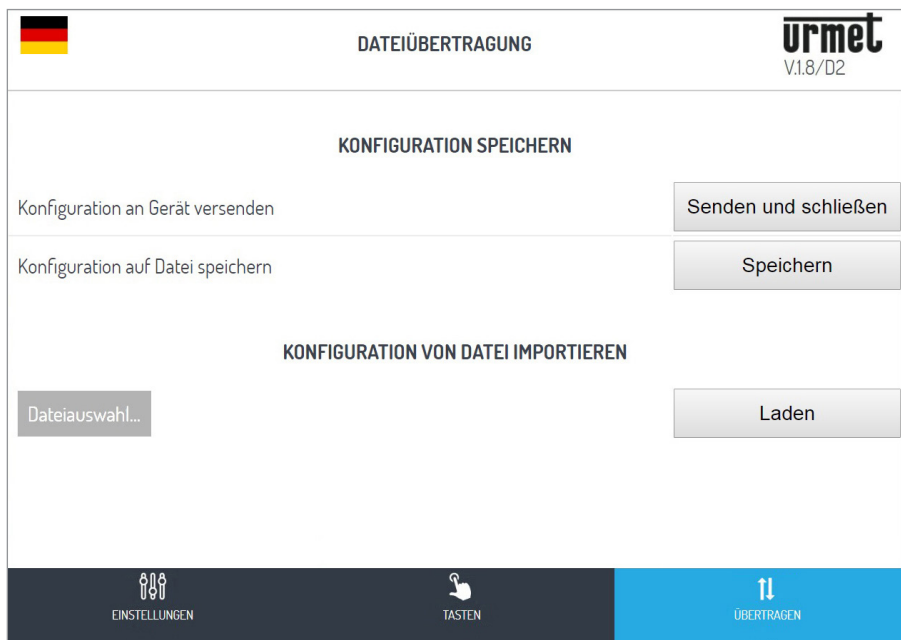 DATEIÜBERTRAGUNG
urmet
V.1.8/D2
KONFIGURATION SPEICHERN
Konfiguration an Gerät versenden
Senden und schließen
Konfiguration auf Datei speichern
Speichern
KONFIGURATION VON DATEI IMPORTIEREN
Dateiauswahl...
Laden
EINSTELLUNGEN
TASTEN
ÜBERTRAGEN